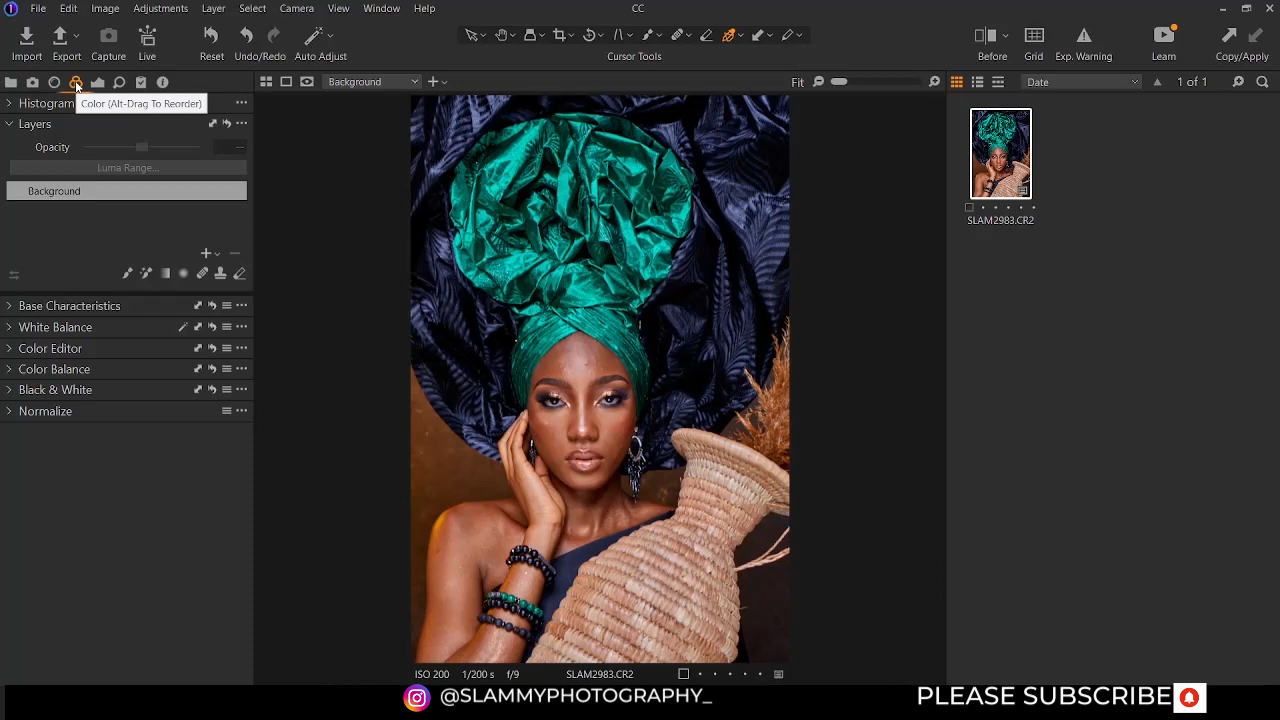 File Edit Image Adjustments Layer Select Camera View Window Help CC
Import Export Capture Live Reset Undo/Redo Auto Adjust Cursor Tools Before Grid Exp. Warning Learn Copy/Apply
Background Fit Date 1 of 1
Histogram Color (Alt-Drag To Reorder)
Layers
Opacity
Luma Range...
Background
SLAM2983.CR2
Base Characteristics
White Balance
Color Editor
Color Balance
Black & White
Normalize
ISO 200 1/200 s f/9 SLAM2983.CR2
@SLAMMYPHOTOGRAPHY_ PLEASE SUBSCRIBE